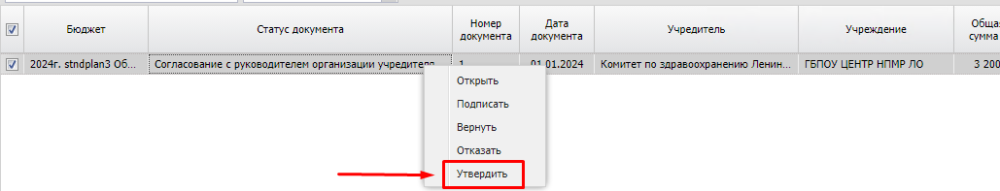 Бюджет Статус документа Номер документа Дата документа Учредитель Учреждение Общая сумма
2024г. stndplan3 Об... Согласование с руководителем организации учредителя 1 01.01.2024 Комитет по здравоохранению Ленин... ГБПОУ ЦЕНТР НПМР ЛО 3 200
Открыть
Подписать
Вернуть
Отказать
Утвердить